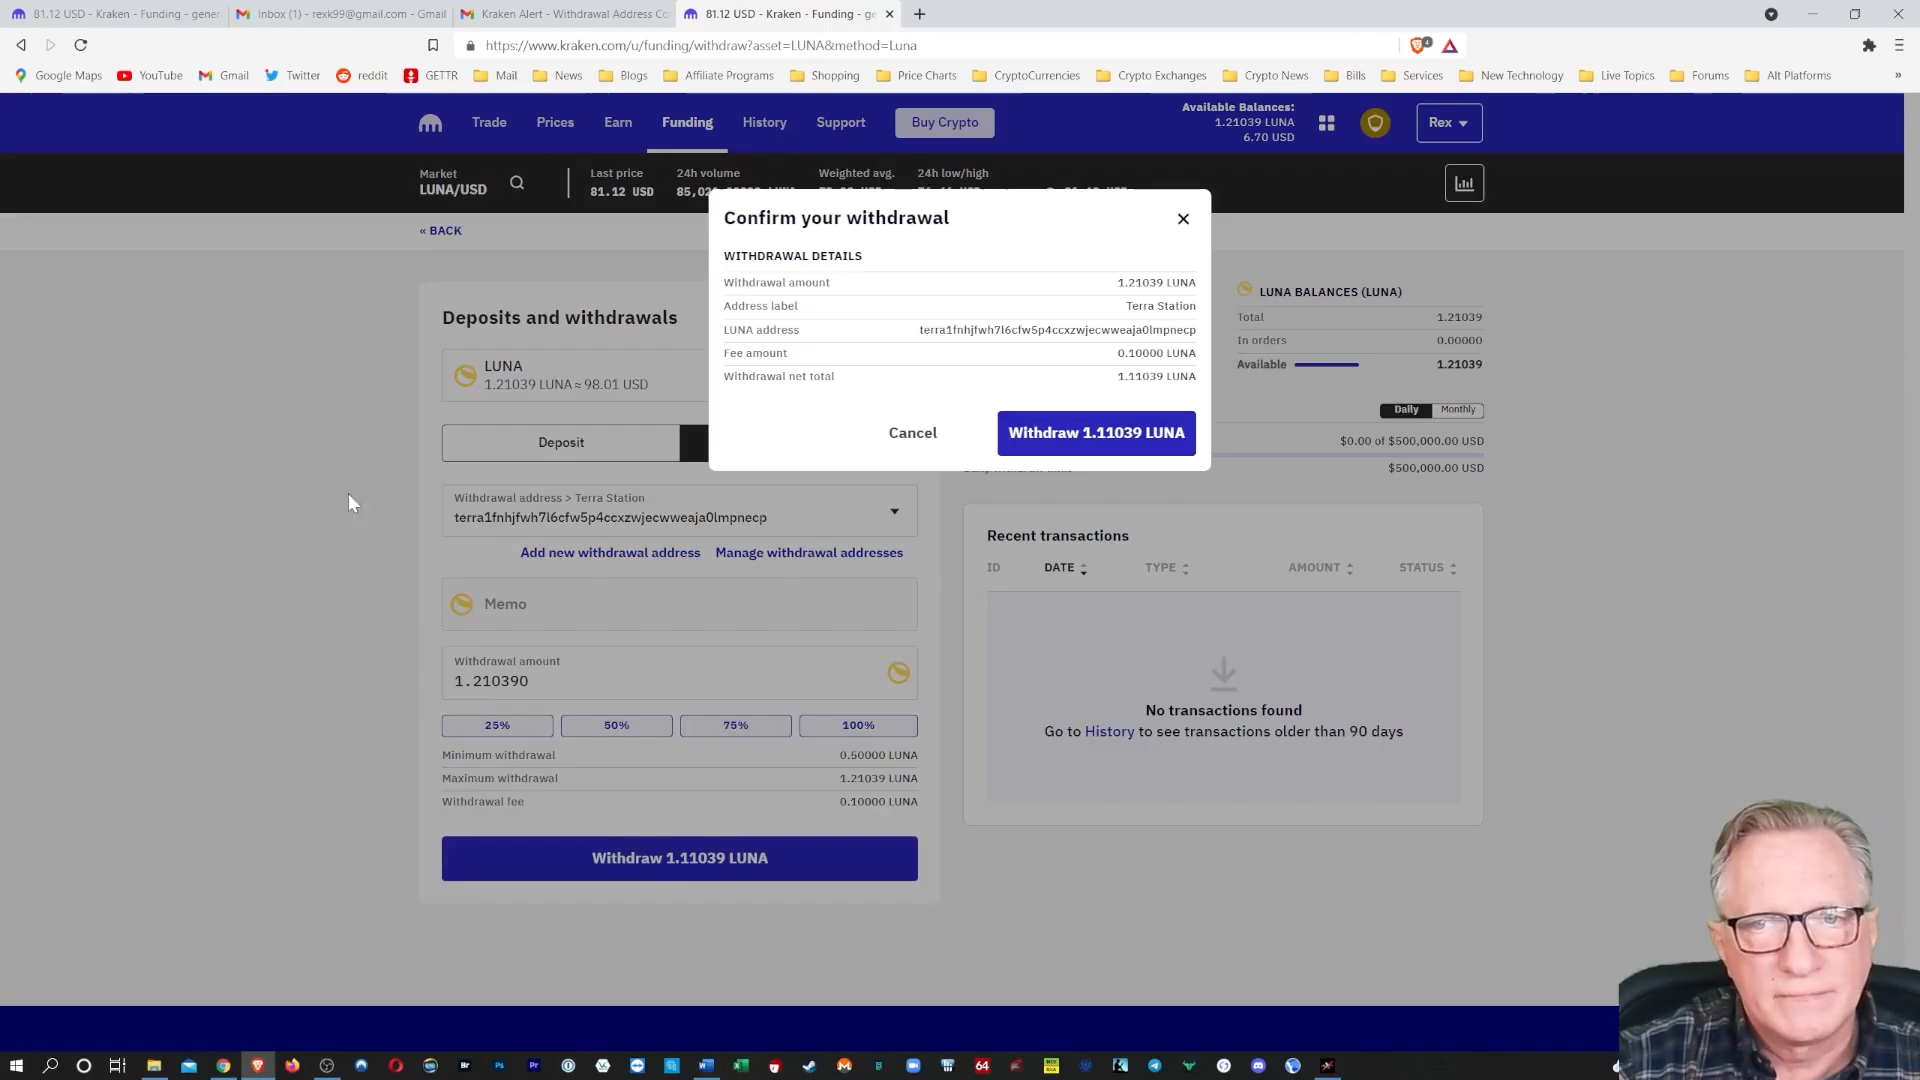 81.12 USD - Kraken - Funding - gener
Inbox (1) - rexk99@gmail.com - Gmail
Kraken Alert - Withdrawal Address Co
81.12 USD - Kraken - Funding - ge
https://www.kraken.com/u/funding/withdraw?asset=LUNA&method=Luna
Google Maps
YouTube
Gmail
Twitter
reddit
GETTR
Mail
News
Blogs
Affiliate Programs
Shopping
Price Charts
CryptoCurrencies
Crypto Exchanges
Crypto News
Bills
Services
New Technology
Live Topics
Forums
Alt Platforms
»
Trade
Prices
Earn
Funding
History
Support
Buy Crypto
Available Balances:
1.21039 LUNA
6.70 USD
Rex
Market
LUNA/USD
Last price
81.12 USD
24h volume
Weighted avg.
24h low/high
« BACK
Confirm your withdrawal
WITHDRAWAL DETAILS
Withdrawal amount 1.21039 LUNA
Address label Terra Station
LUNA address terra1fnhjfwh7l6cfw5p4ccxzwjecwweaja0lmpnecp
Fee amount 0.10000 LUNA
Withdrawal net total 1.11039 LUNA
Cancel
Withdraw 1.11039 LUNA
Deposits and withdrawals
LUNA
1.21039 LUNA ≈ 98.01 USD
Deposit
Withdrawal address > Terra Station
terra1fnhjfwh7l6cfw5p4ccxzwjecwweaja0lmpnecp
Add new withdrawal address
Manage withdrawal addresses
Memo
Withdrawal amount
1.210390
25%
50%
75%
100%
Minimum withdrawal 0.50000 LUNA
Maximum withdrawal 1.21039 LUNA
Withdrawal fee 0.10000 LUNA
Withdraw 1.11039 LUNA
LUNA BALANCES (LUNA)
Total 1.21039
In orders 0.00000
Available 1.21039
Daily
Monthly
$0.00 of $500,000.00 USD
$500,000.00 USD
Recent transactions
ID
DATE
TYPE
AMOUNT
STATUS
No transactions found
Go to History to see transactions older than 90 days
Br
Ps
Pr
64